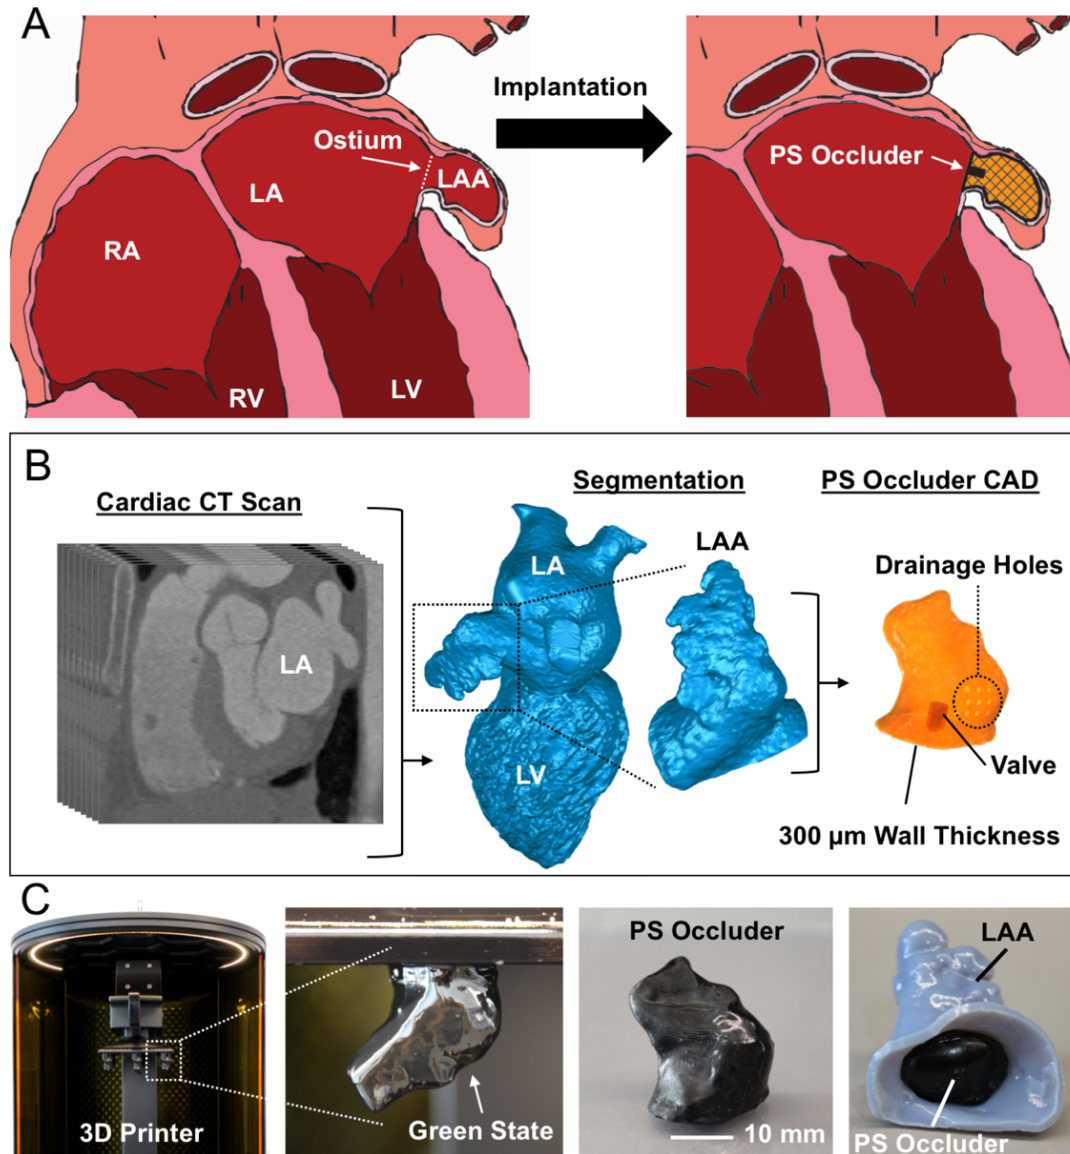 A
Implantation
Ostium
LAA
LA
RA
RV
LV
PS Occluder
B
Cardiac CT Scan
Segmentation
PS Occluder CAD
LA
LA
LV
LAA
Drainage Holes
Valve
300 µm Wall Thickness
C
3D Printer
Green State
PS Occluder
10 mm
LAA
PS Occluder